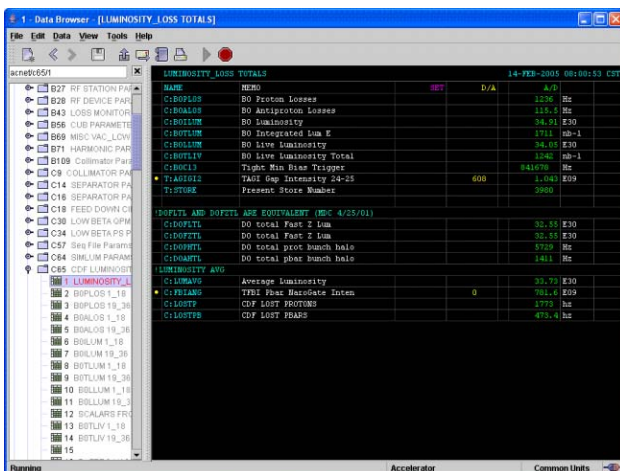 1 - Data Browser - [LUMINOSITY_LOSS TOTALS]
File Edit Data View Tools Help
acnet/c65/1
B27 RF STATION PAR
B28 RF DEVICE PAR
B43 LOSS MONITOR
B56 CUB PARAMETE
B69 MISC VAC_LCW
B71 HARMONIC PAR
B109 Collimator Para
C9 COLLIMATOR PA
C14 SEPARATOR PA
C16 SEPARATOR PA
C18 FEED DOWN CI
C30 LOW BETA QPM
C34 LOW BETA PS P
C57 Seq File Params
C64 SIMLUM PARAM
C65 CDF LUMINOSIT
1 LUMINOSITY_L
2 B0PLOS 1_18
3 B0PLOS 19_36
4 B0ALOS 1_18
5 B0ALOS 19_36
6 B0ILUM 1_18
7 B0ILUM 19_36
8 B0TLUM 1_18
9 B0TLUM 19_36
10 B0LLUM 1_18
11 B0LLUM 19_3
12 SCALARS FRO
13 B0TLIV 1_18
14 B0TLIV 19_36
15
LUMINOSITY_LOSS TOTALS 14-FEB-2005 08:00:53 CST
NAME MEMO SET D/A A/D
C:B0PLOS B0 Proton Losses 1236 Hz
C:B0ALOS B0 Antiproton Losses 115.5 Hz
C:B0ILUM B0 Luminosity 34.91 E30
C:B0TLUM B0 Integrated Lum E 1711 nb-1
C:B0LLUM B0 Live Luminosity 34.05 E30
C:B0TLIV B0 Live Luminosity Total 1242 nb-1
C:B0C13 Tight Min Bias Trigger 841678 Hz
T:AGIGI2 TAGI Gap Intensity 24-25 600 1.043 E09
T:STORE Present Store Number 3980
!D0FLTL AND D0FZTL ARE EQUIVALENT (MDC 4/25/01)
C:D0FLTL D0 total Fast Z Lum 32.55 E30
C:D0FZTL D0 total Fast Z Lum 32.55 E30
C:D0PHTL D0 total prot bunch halo 5729 Hz
C:D0AHTL D0 total pbar bunch halo 1411 Hz
!LUMINOSITY AVG
C:LUMAVG Average Luminosity 33.73 E30
C:FBIANG TFBI Pbar NaroGate Inten 0 781.6 E09
C:LOSTP CDF LOST PROTONS 1773 hz
C:LOSTPB CDF LOST PBARS 473.4 hz
Running Accelerator Common Units